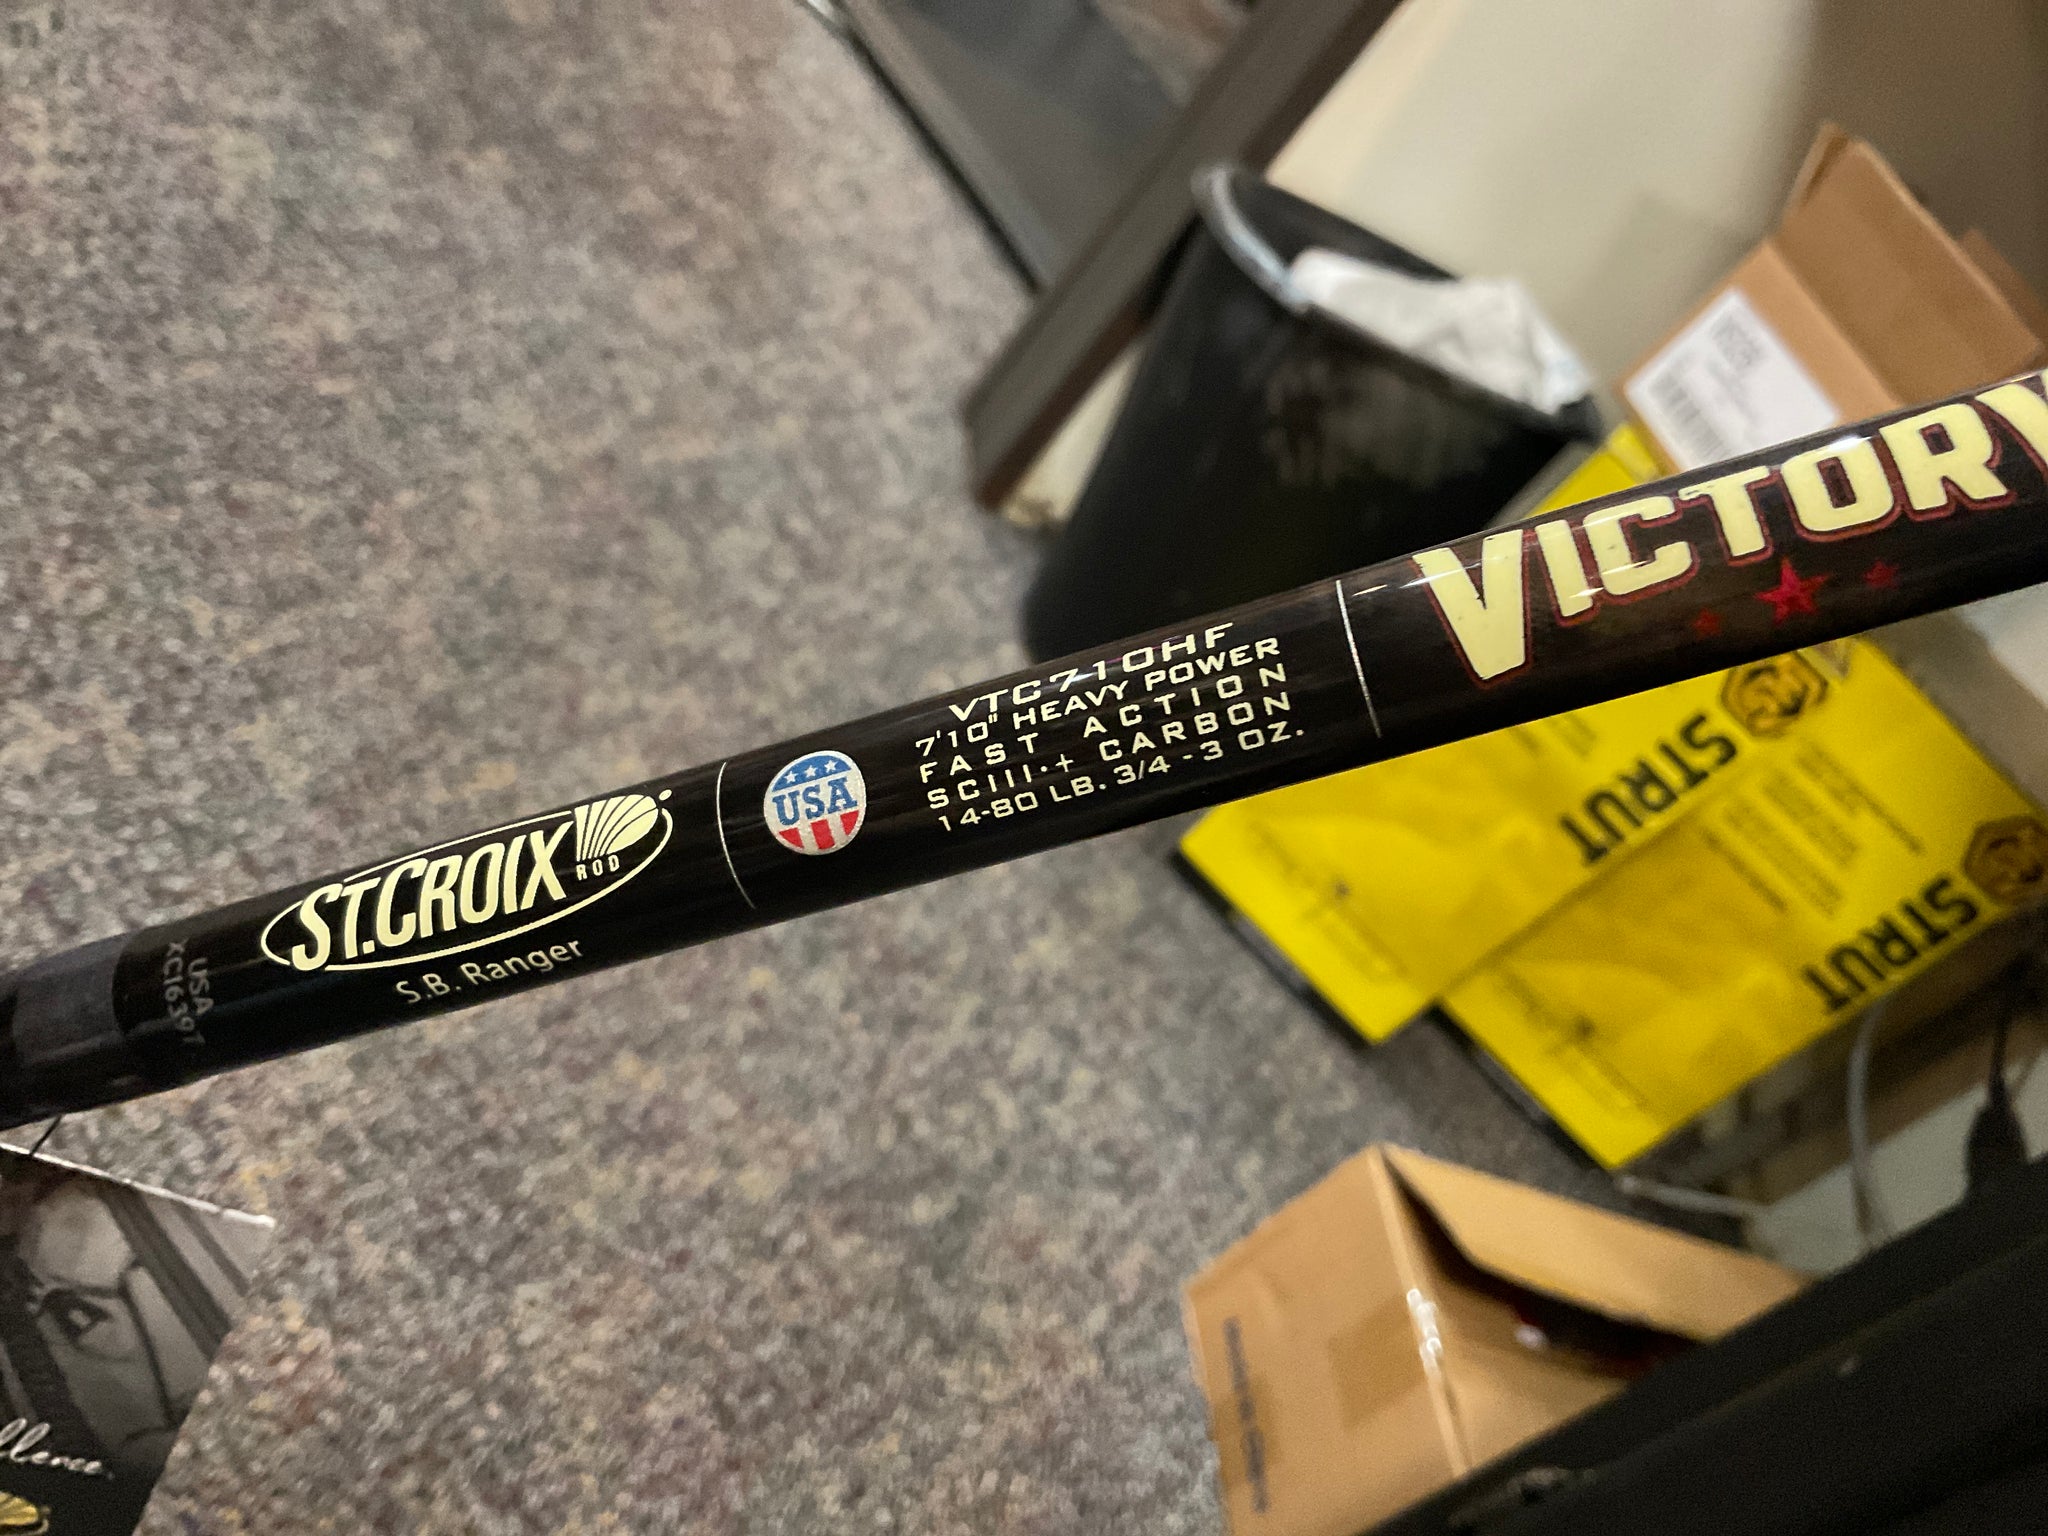 VICTORY
VTC710HF
7'10" HEAVY POWER
FAST ACTION
SCIII·+ CARBON
14-80 LB. 3/4 - 3 OZ.
USA
ST.CROIX
ROD
S.B. Ranger
USA
XCI6397
STRUT
STRUT